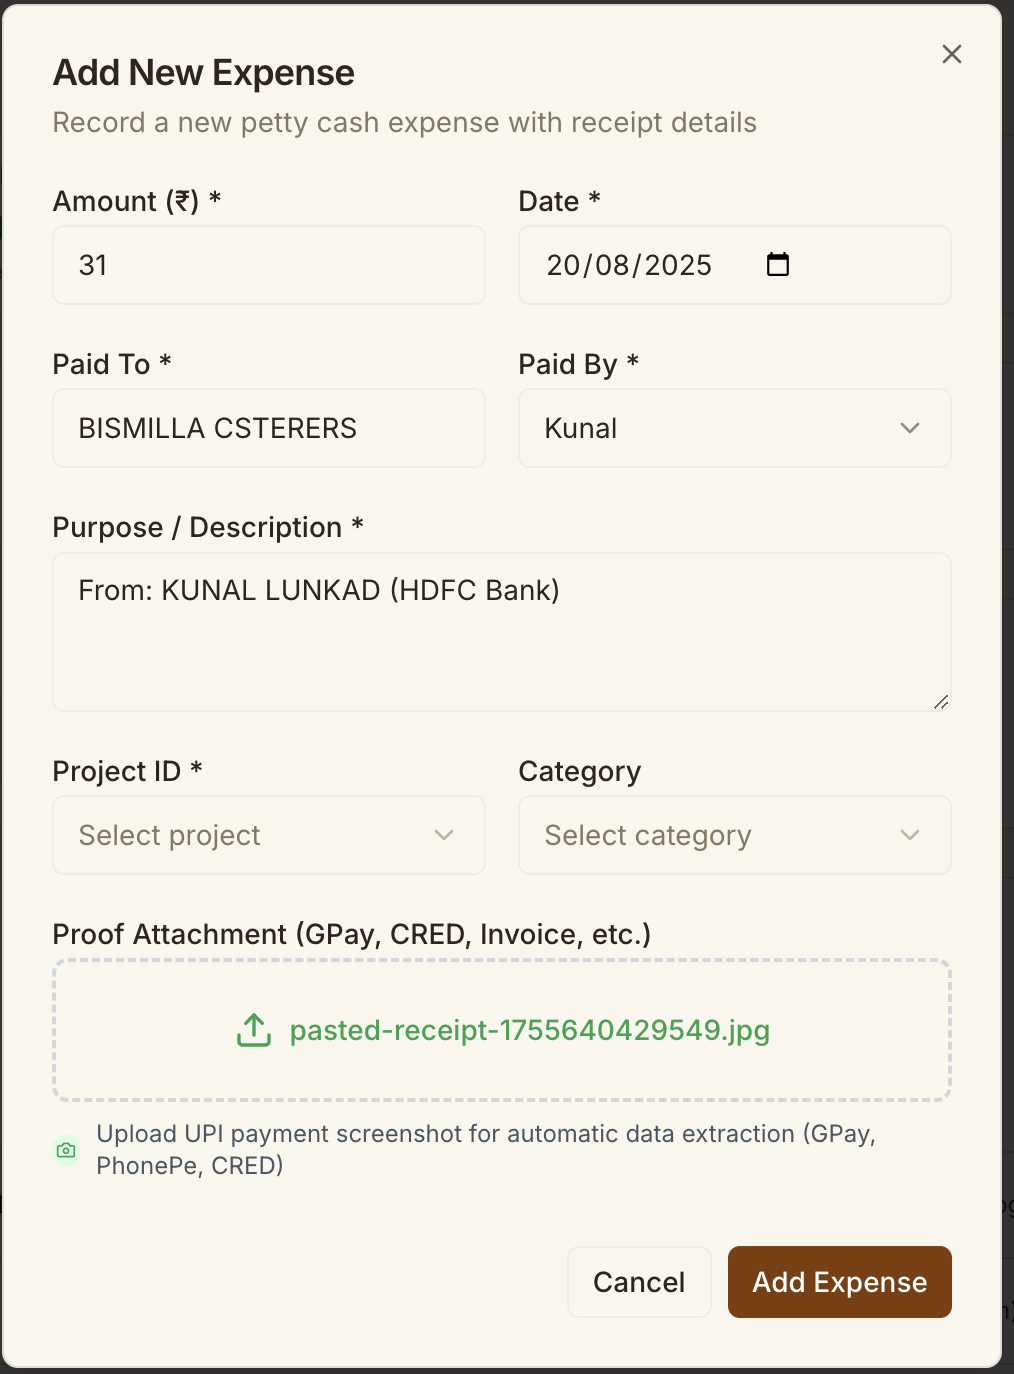 Add New Expense
Record a new petty cash expense with receipt details
Amount (₹) *
Date *
31
20/08/2025
Paid To *
Paid By *
BISMILLA CSTERERS
Kunal
Purpose / Description *
From: KUNAL LUNKAD (HDFC Bank)
Project ID *
Category
Select project
Select category
Proof Attachment (GPay, CRED, Invoice, etc.)
pasted-receipt-1755640429549.jpg
Upload UPI payment screenshot for automatic data extraction (GPay,
PhonePe, CRED)
Cancel
Add Expense